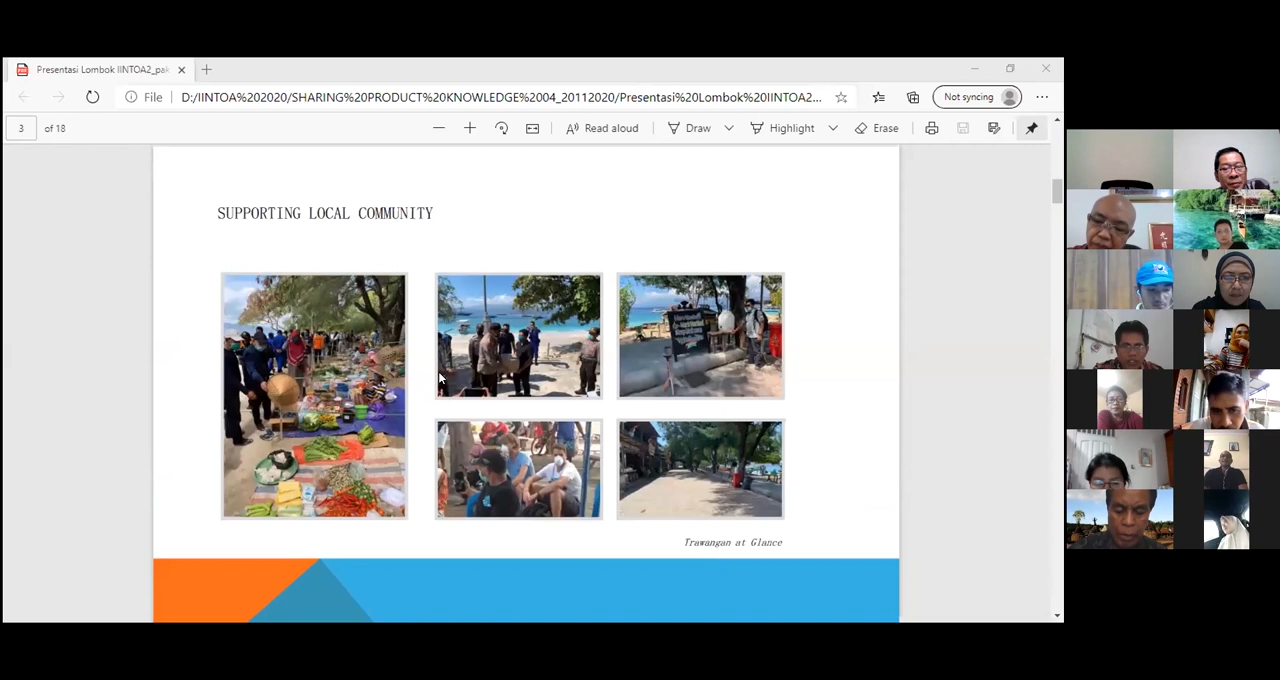 Presentasi Lombok IINTOA2_pak
Not syncing
File D:/IINTOA%202020/SHARING%20PRODUCT%20KNOWLEDGE%2004_20112020/Presentasi%20Lombok%20IINTOA2...
3 of 18
Read aloud
Draw
Highlight
Erase
SUPPORTING LOCAL COMMUNITY
Trawangan at Glance